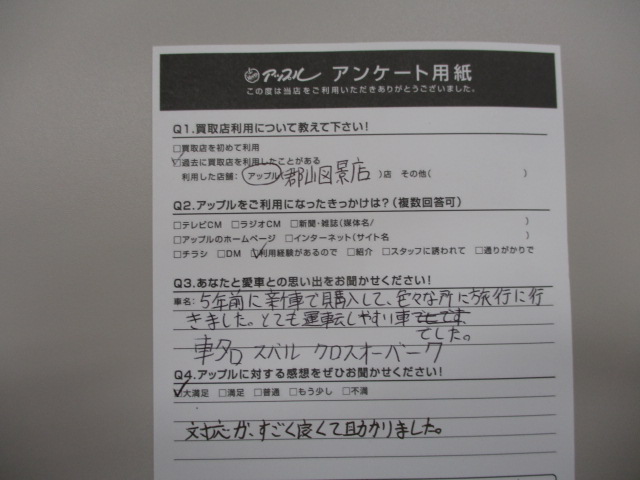 アップル アンケート用紙
この度は当店をご利用いただきありがとうございました。
Q1.買取店利用について教えて下さい!
□買取店を初めて利用
☑過去に買取店を利用したことがある
利用した店舗:アップル(郡山図景店)店 その他( )
Q2.アップルをご利用になったきっかけは?(複数回答可)
□テレビCM □ラジオCM □新聞・雑誌(媒体名/ )
□アップルのホームページ □インターネット(サイト名 )
□チラシ □DM ☑利用経験があるので □紹介 □スタッフに誘われて □通りがかりで
Q3.あなたと愛車との思い出をお聞かせください!
車名:5年前に新車で購入して、色々な所に旅行に行
きました。とても運転しやすい車でです
でした。
車名 スバル クロスオーバーク
Q4.アップルに対する感想をぜひお聞かせください!
☑大満足 □満足 □普通 □もう少し □不満
対応が、すごく良くて助かりました。